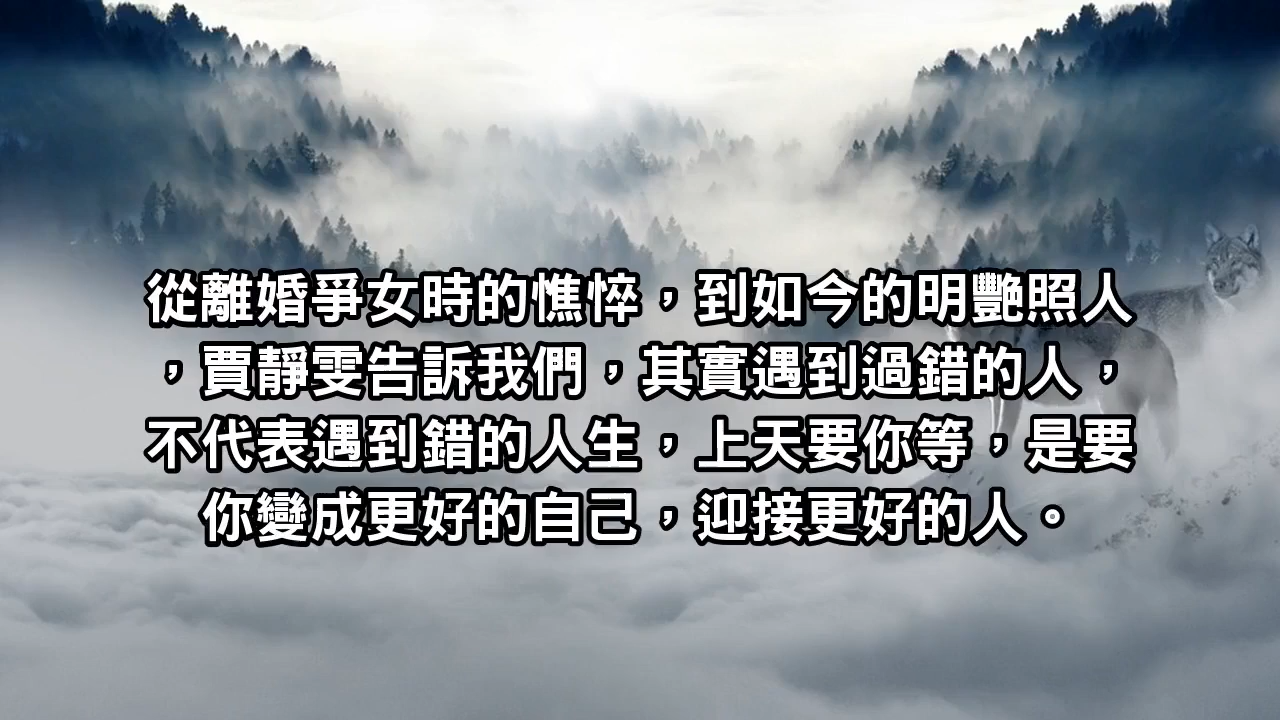 從離婚爭女時的憔悴，到如今的明艷照人
，賈靜雯告訴我們，其實遇到過錯的人，
不代表遇到錯的人生，上天要你等，是要
你變成更好的自己，迎接更好的人。